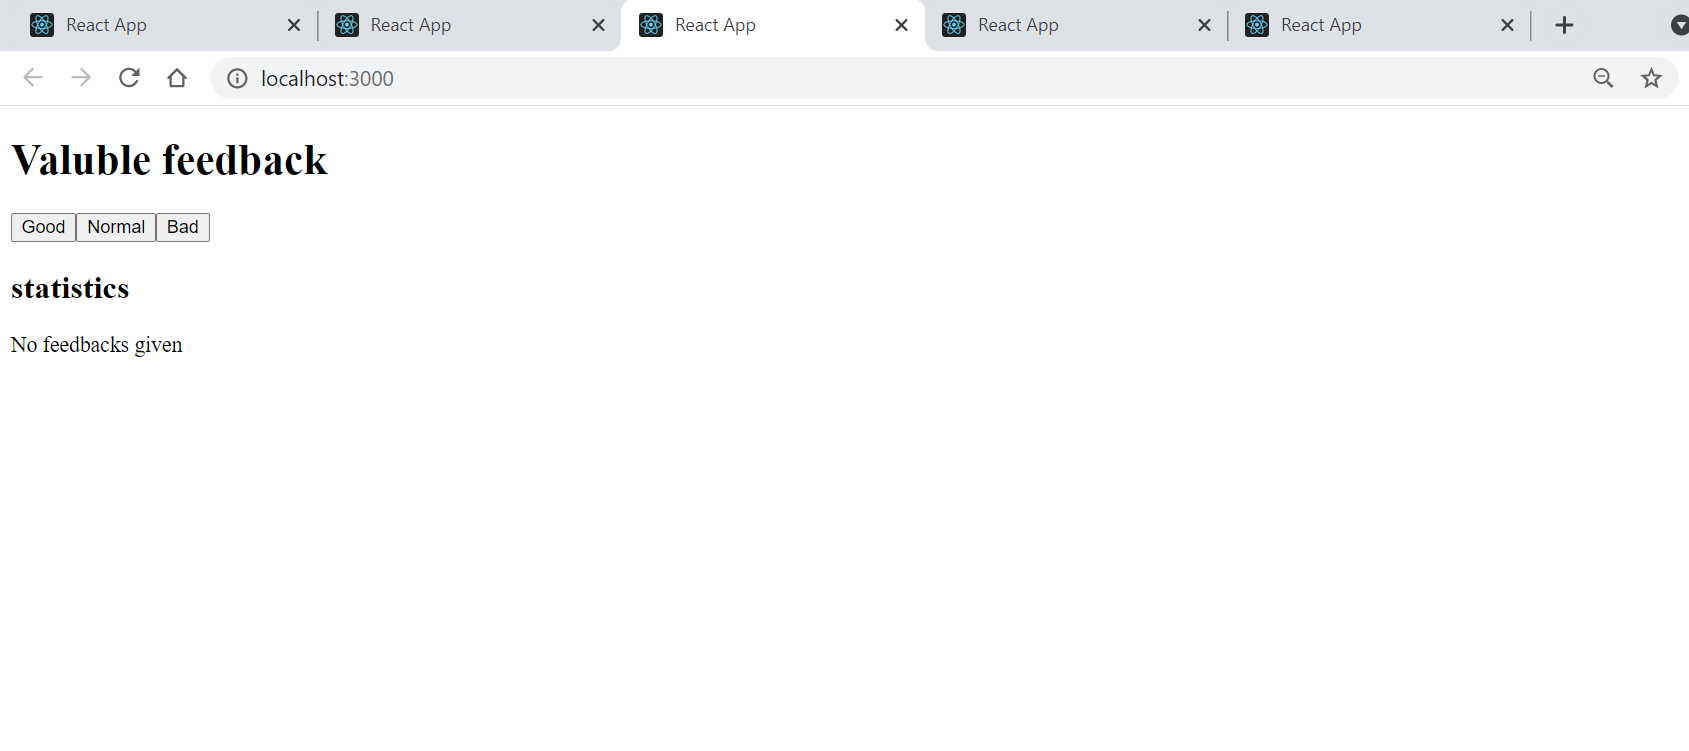 React App React App React App React App React App
localhost:3000
Valuble feedback
Good Normal Bad
statistics
No feedbacks given